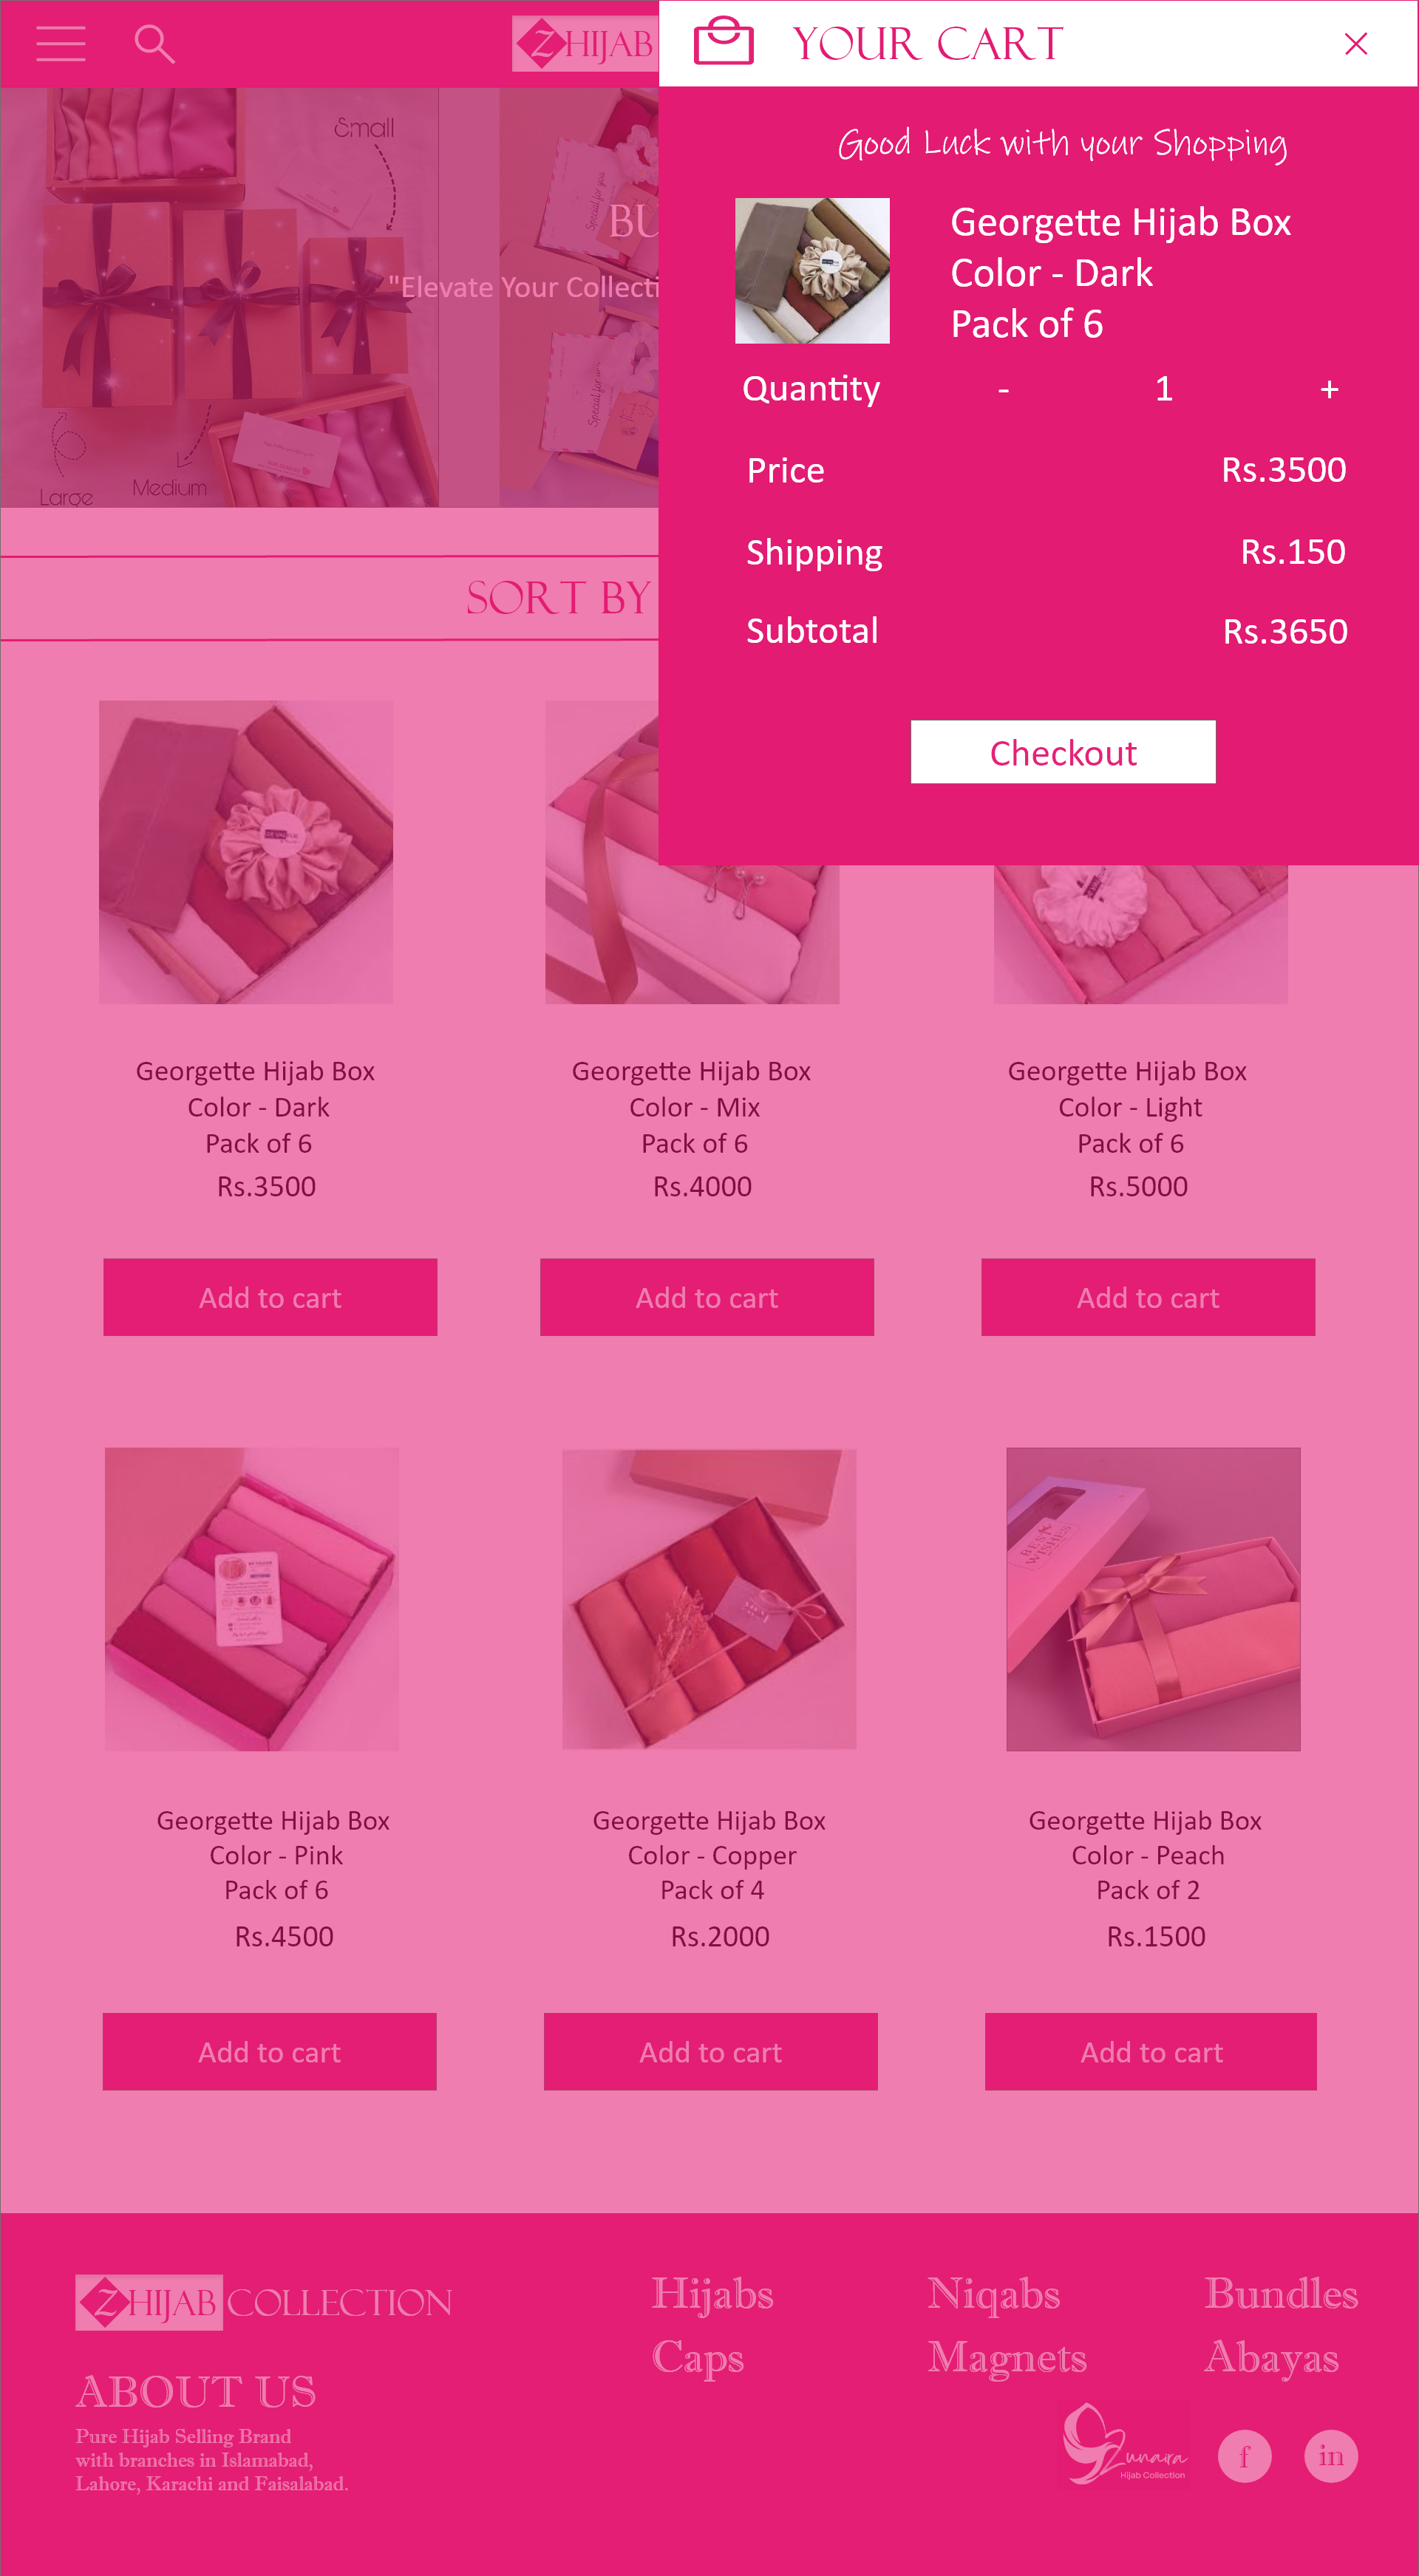 Z HIJAB
YOUR CART
Good Luck with your Shopping
Georgette Hijab Box
Color - Dark
Pack of 6
Quantity - 1 +
Price Rs.3500
Shipping Rs.150
Subtotal Rs.3650
Checkout
Small
Large
Medium
Special for you
BU
"Elevate Your Collecti
SORT BY
Georgette Hijab Box
Color - Dark
Pack of 6
Rs.3500
Add to cart
Georgette Hijab Box
Color - Mix
Pack of 6
Rs.4000
Add to cart
Georgette Hijab Box
Color - Light
Pack of 6
Rs.5000
Add to cart
BEST
WISHES
Georgette Hijab Box
Color - Pink
Pack of 6
Rs.4500
Add to cart
Georgette Hijab Box
Color - Copper
Pack of 4
Rs.2000
Add to cart
Georgette Hijab Box
Color - Peach
Pack of 2
Rs.1500
Add to cart
Z HIJAB COLLECTION
ABOUT US
Pure Hijab Selling Brand
with branches in Islamabad,
Lahore, Karachi and Faisalabad.
Hijabs Niqabs Bundles
Caps Magnets Abayas
Zunaira
Hijab Collection
f in